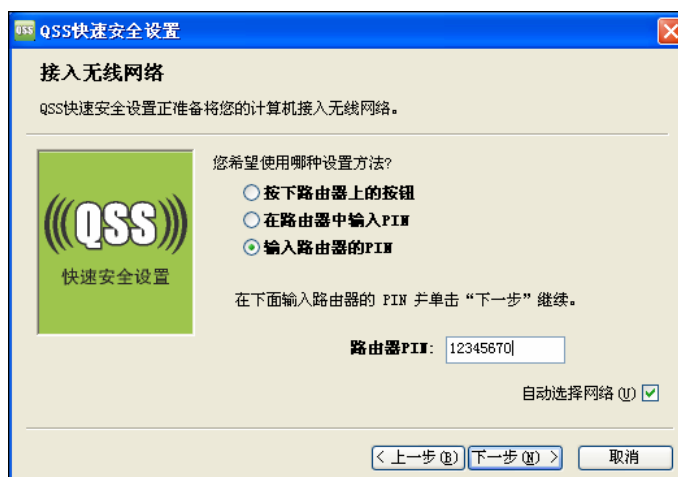 QSS QSS快速安全设置
接入无线网络
QSS快速安全设置正准备将您的计算机接入无线网络。
您希望使用哪种设置方法?
按下路由器上的按钮
在路由器中输入PIN
输入路由器的PIN
(((QSS)))
快速安全设置
在下面输入路由器的 PIN 并单击“下一步”继续。
路由器PIN: 12345670
自动选择网络(U)
< 上一步(B) 下一步(N) > 取消